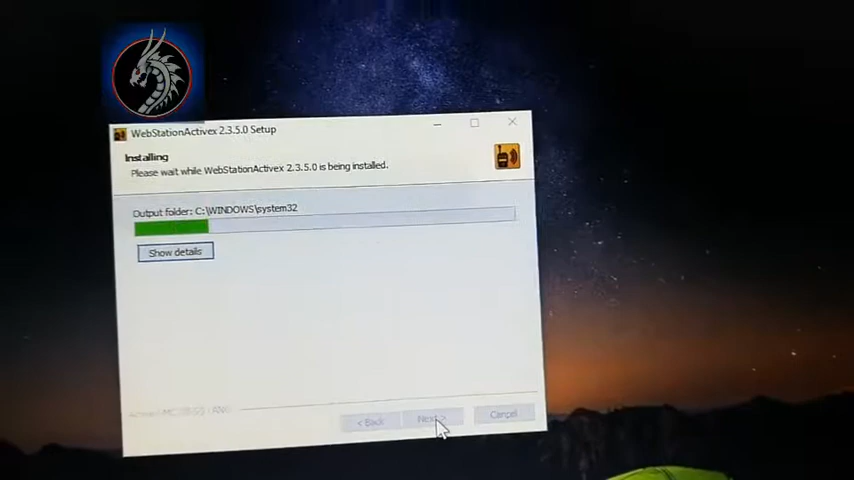 WebStationActivex 2.3.5.0 Setup
Installing
Please wait while WebStationActivex 2.3.5.0 is being installed.
Output folder: C:\WINDOWS\system32
Show details
< Back
Next >
Cancel